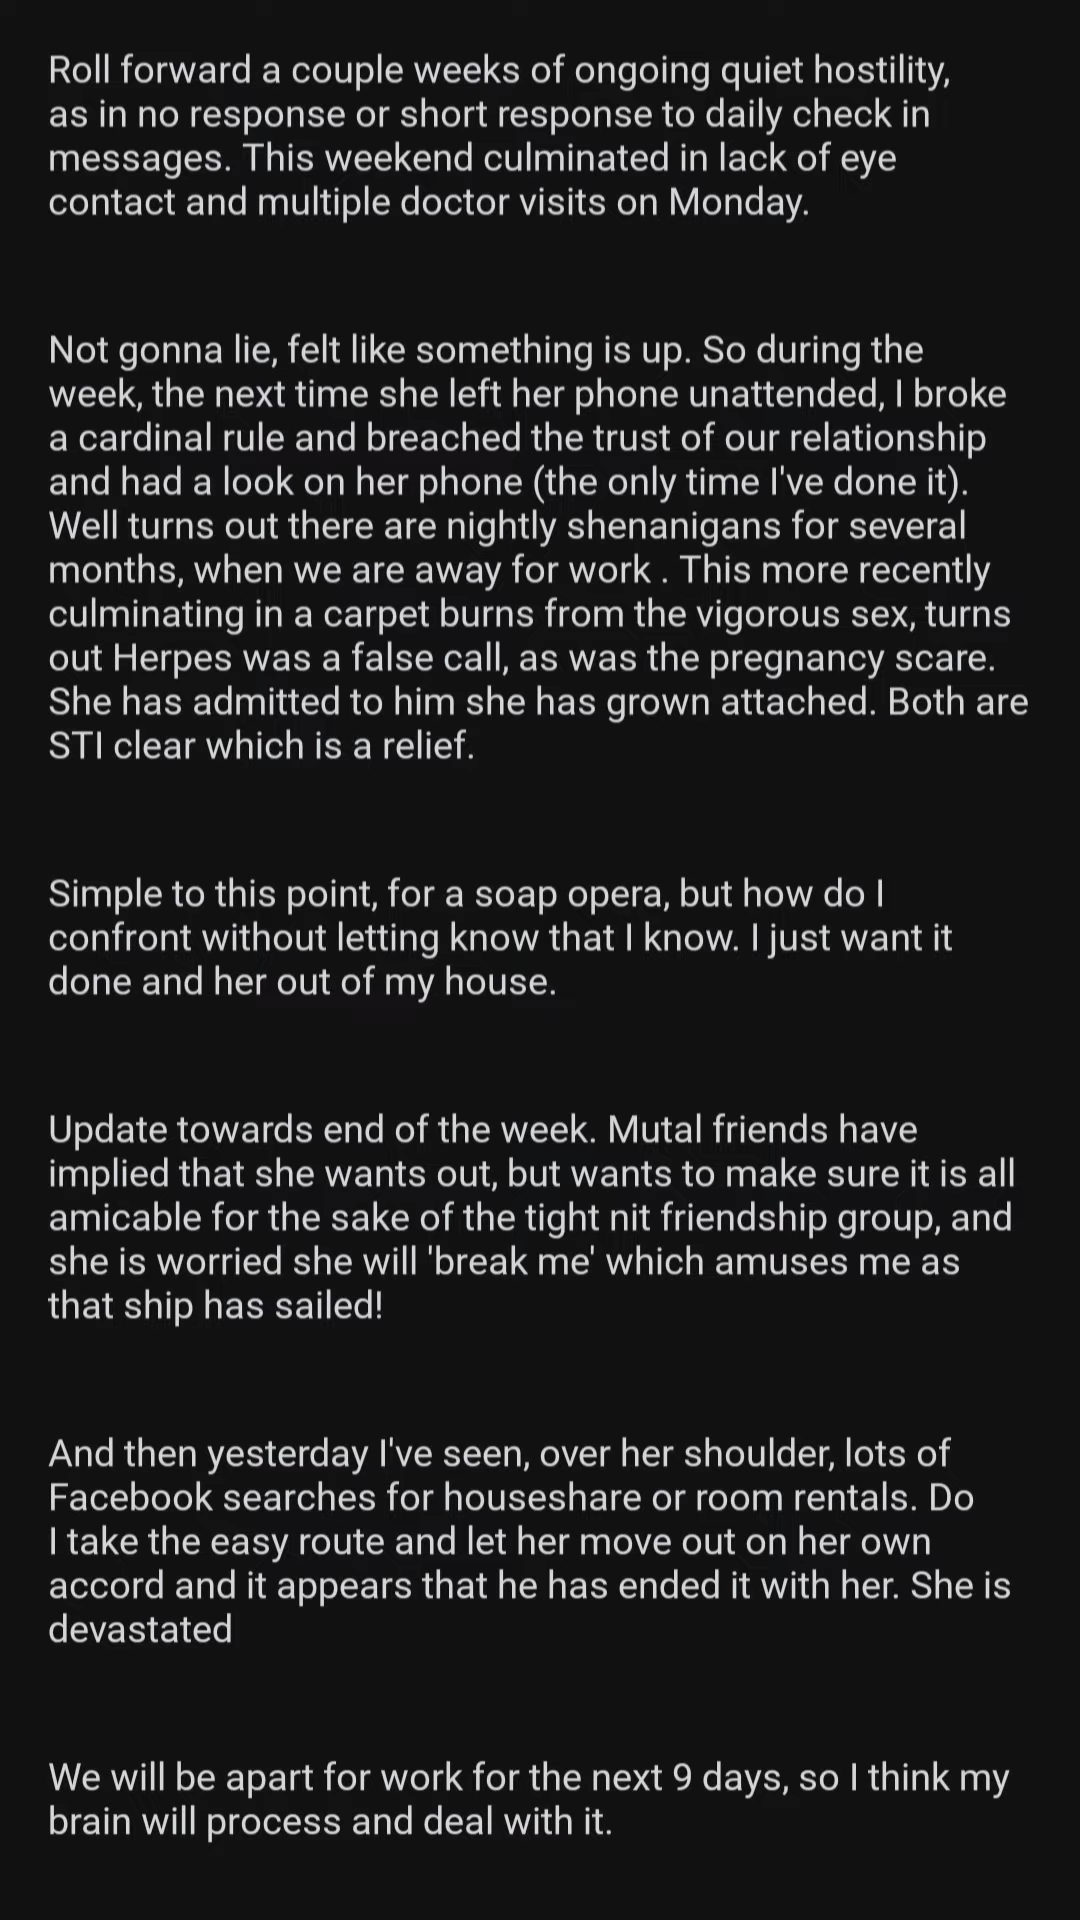 Roll forward a couple weeks of ongoing quiet hostility,
as in no response or short response to daily check in
messages. This weekend culminated in lack of eye
contact and multiple doctor visits on Monday.
Not gonna lie, felt like something is up. So during the
week, the next time she left her phone unattended, I broke
a cardinal rule and breached the trust of our relationship
and had a look on her phone (the only time I've done it).
Well turns out there are nightly shenanigans for several
months, when we are away for work . This more recently
culminating in a carpet burns from the vigorous sex, turns
out Herpes was a false call, as was the pregnancy scare.
She has admitted to him she has grown attached. Both are
STI clear which is a relief.
Simple to this point, for a soap opera, but how do I
confront without letting know that I know. I just want it
done and her out of my house.
Update towards end of the week. Mutal friends have
implied that she wants out, but wants to make sure it is all
amicable for the sake of the tight nit friendship group, and
she is worried she will 'break me' which amuses me as
that ship has sailed!
And then yesterday I've seen, over her shoulder, lots of
Facebook searches for houseshare or room rentals. Do
I take the easy route and let her move out on her own
accord and it appears that he has ended it with her. She is
devastated
We will be apart for work for the next 9 days, so I think my
brain will process and deal with it.